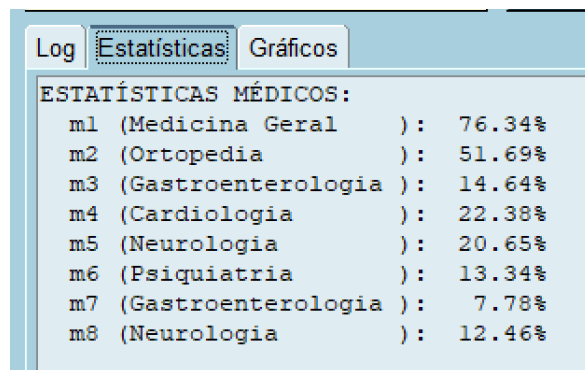 Log Estatísticas Gráficos
ESTATÍSTICAS MÉDICOS:
m1 (Medicina Geral ): 76.34%
m2 (Ortopedia ): 51.69%
m3 (Gastroenterologia ): 14.64%
m4 (Cardiologia ): 22.38%
m5 (Neurologia ): 20.65%
m6 (Psiquiatria ): 13.34%
m7 (Gastroenterologia ): 7.78%
m8 (Neurologia ): 12.46%